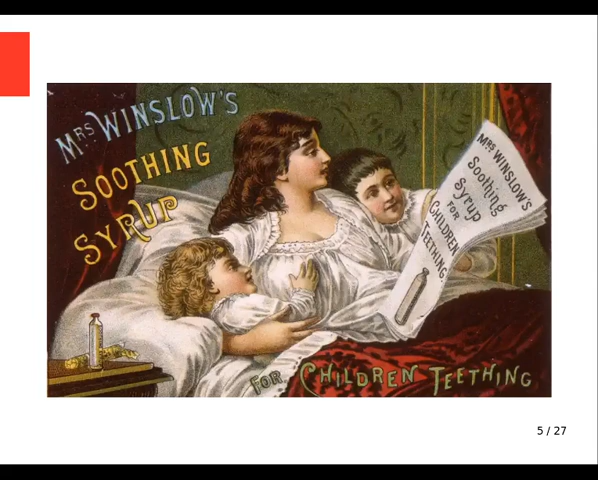 MRS WINSLOW'S
SOOTHING
SYRUP
MRS WINSLOW'S
Soothing
Syrup
FOR
CHILDREN
TEETHING.
FOR CHILDREN TEETHING
5 / 27